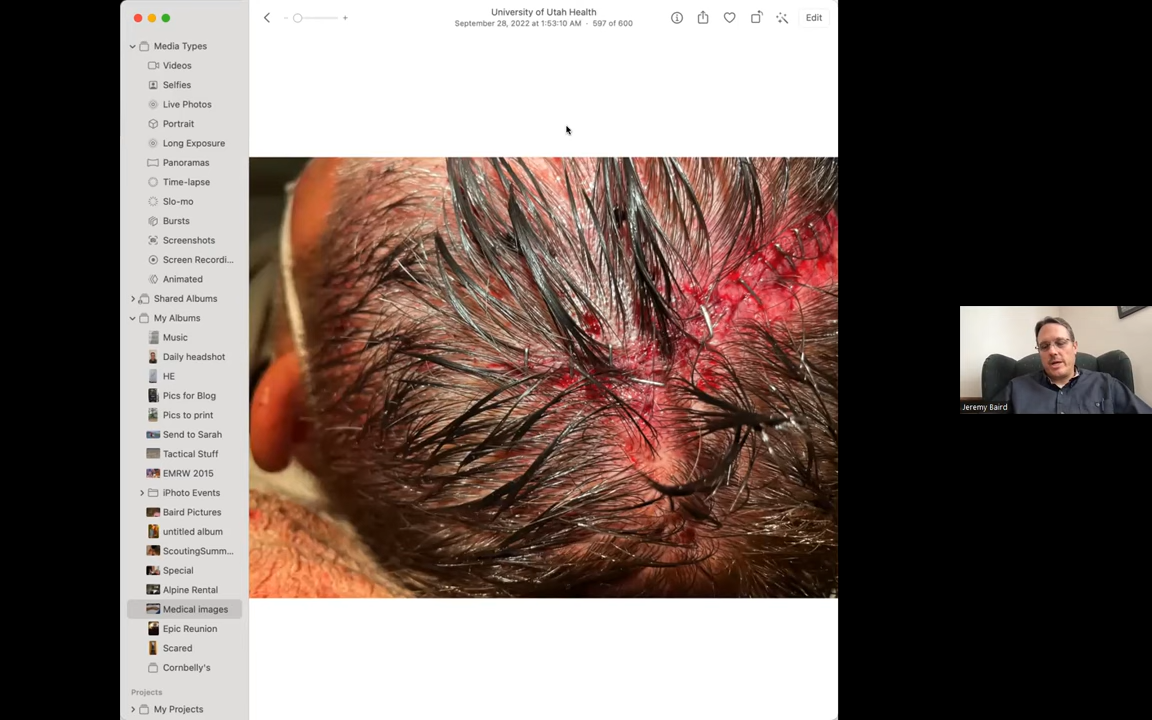 University of Utah Health
September 28, 2022 at 1:53:10 AM - 597 of 600
Edit
Media Types
Videos
Selfies
Live Photos
Portrait
Long Exposure
Panoramas
Time-lapse
Slo-mo
Bursts
Screenshots
Screen Recordi...
Animated
Shared Albums
My Albums
Music
Daily headshot
HE
Pics for Blog
Pics to print
Send to Sarah
Tactical Stuff
EMRW 2015
iPhoto Events
Baird Pictures
untitled album
ScoutingSumm...
Special
Alpine Rental
Medical images
Epic Reunion
Scared
Cornbelly's
Projects
My Projects
Jeremy Baird